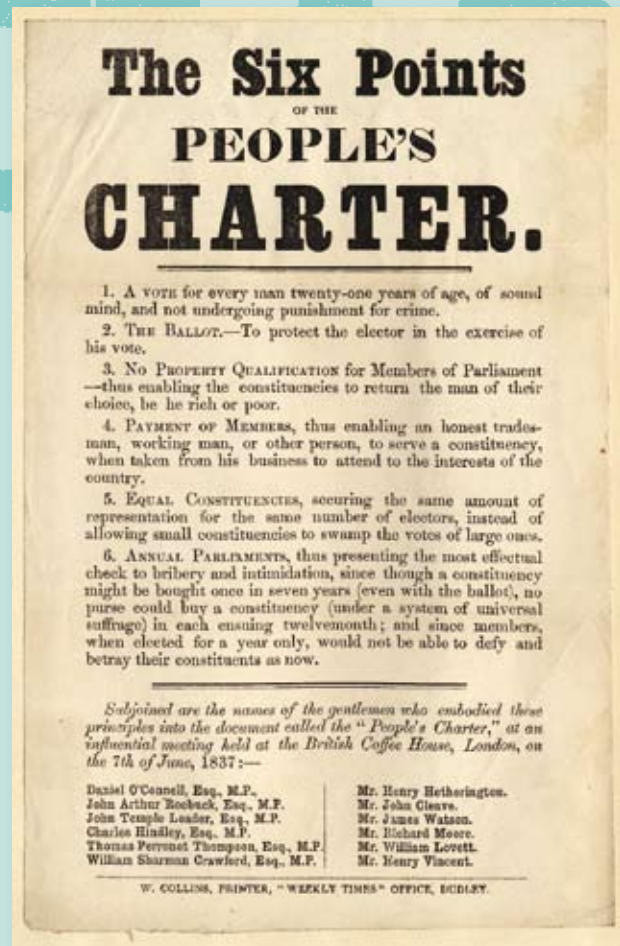 The Six Points
OF THE
PEOPLE'S
CHARTER.
1. A VOTE for every man twenty-one years of age, of sound
mind, and not undergoing punishment for crime.
2. THE BALLOT.—To protect the elector in the exercise of
his vote.
3. NO PROPERTY QUALIFICATION for Members of Parliament
—thus enabling the constituencies to return the man of their
choice, be he rich or poor.
4. PAYMENT OF MEMBERS, thus enabling an honest trades-
man, working man, or other person, to serve a constituency,
when taken from his business to attend to the interests of the
country.
5. EQUAL CONSTITUENCIES, securing the same amount of
representation for the same number of electors, instead of
allowing small constituencies to swamp the votes of large ones.
6. ANNUAL PARLIAMENTS, thus presenting the most effectual
check to bribery and intimidation, since though a constituency
might be bought once in seven years (even with the ballot), no
purse could buy a constituency (under a system of universal
suffrage) in each ensuing twelvemonth; and since members,
when elected for a year only, would not be able to defy and
betray their constituents as now.
Subjoined are the names of the gentlemen who embodied these
principles into the document called the "People's Charter," at an
influential meeting held at the British Coffee House, London, on
the 7th of June, 1837:—
Daniel O'Connell, Esq., M.P.,
John Arthur Roebuck, Esq., M.P.
John Temple Leader, Esq., M.P.
Charles Hindley, Esq., M.P.
Thomas Perronet Thompson, Esq., M.P.
William Sharman Crawford, Esq., M.P.
Mr. Henry Hetherington.
Mr. John Cleave.
Mr. James Watson.
Mr. Richard Moore.
Mr. William Lovett.
Mr. Henry Vincent.
W. COLLINS, PRINTER, "WEEKLY TIMES" OFFICE, DUDLEY.